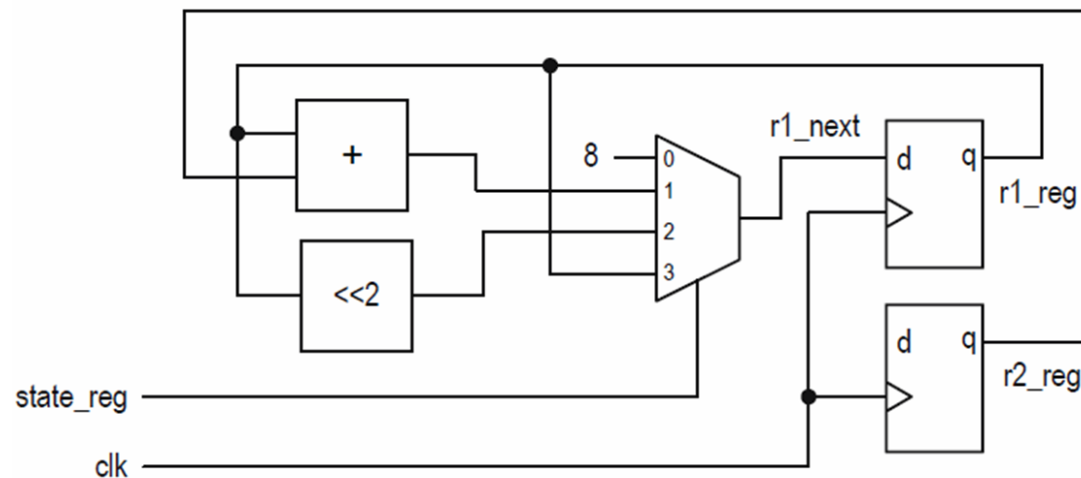 +
8
0
1
2
3
r1_next
d
q
r1_reg
<<2
d
q
r2_reg
state_reg
clk